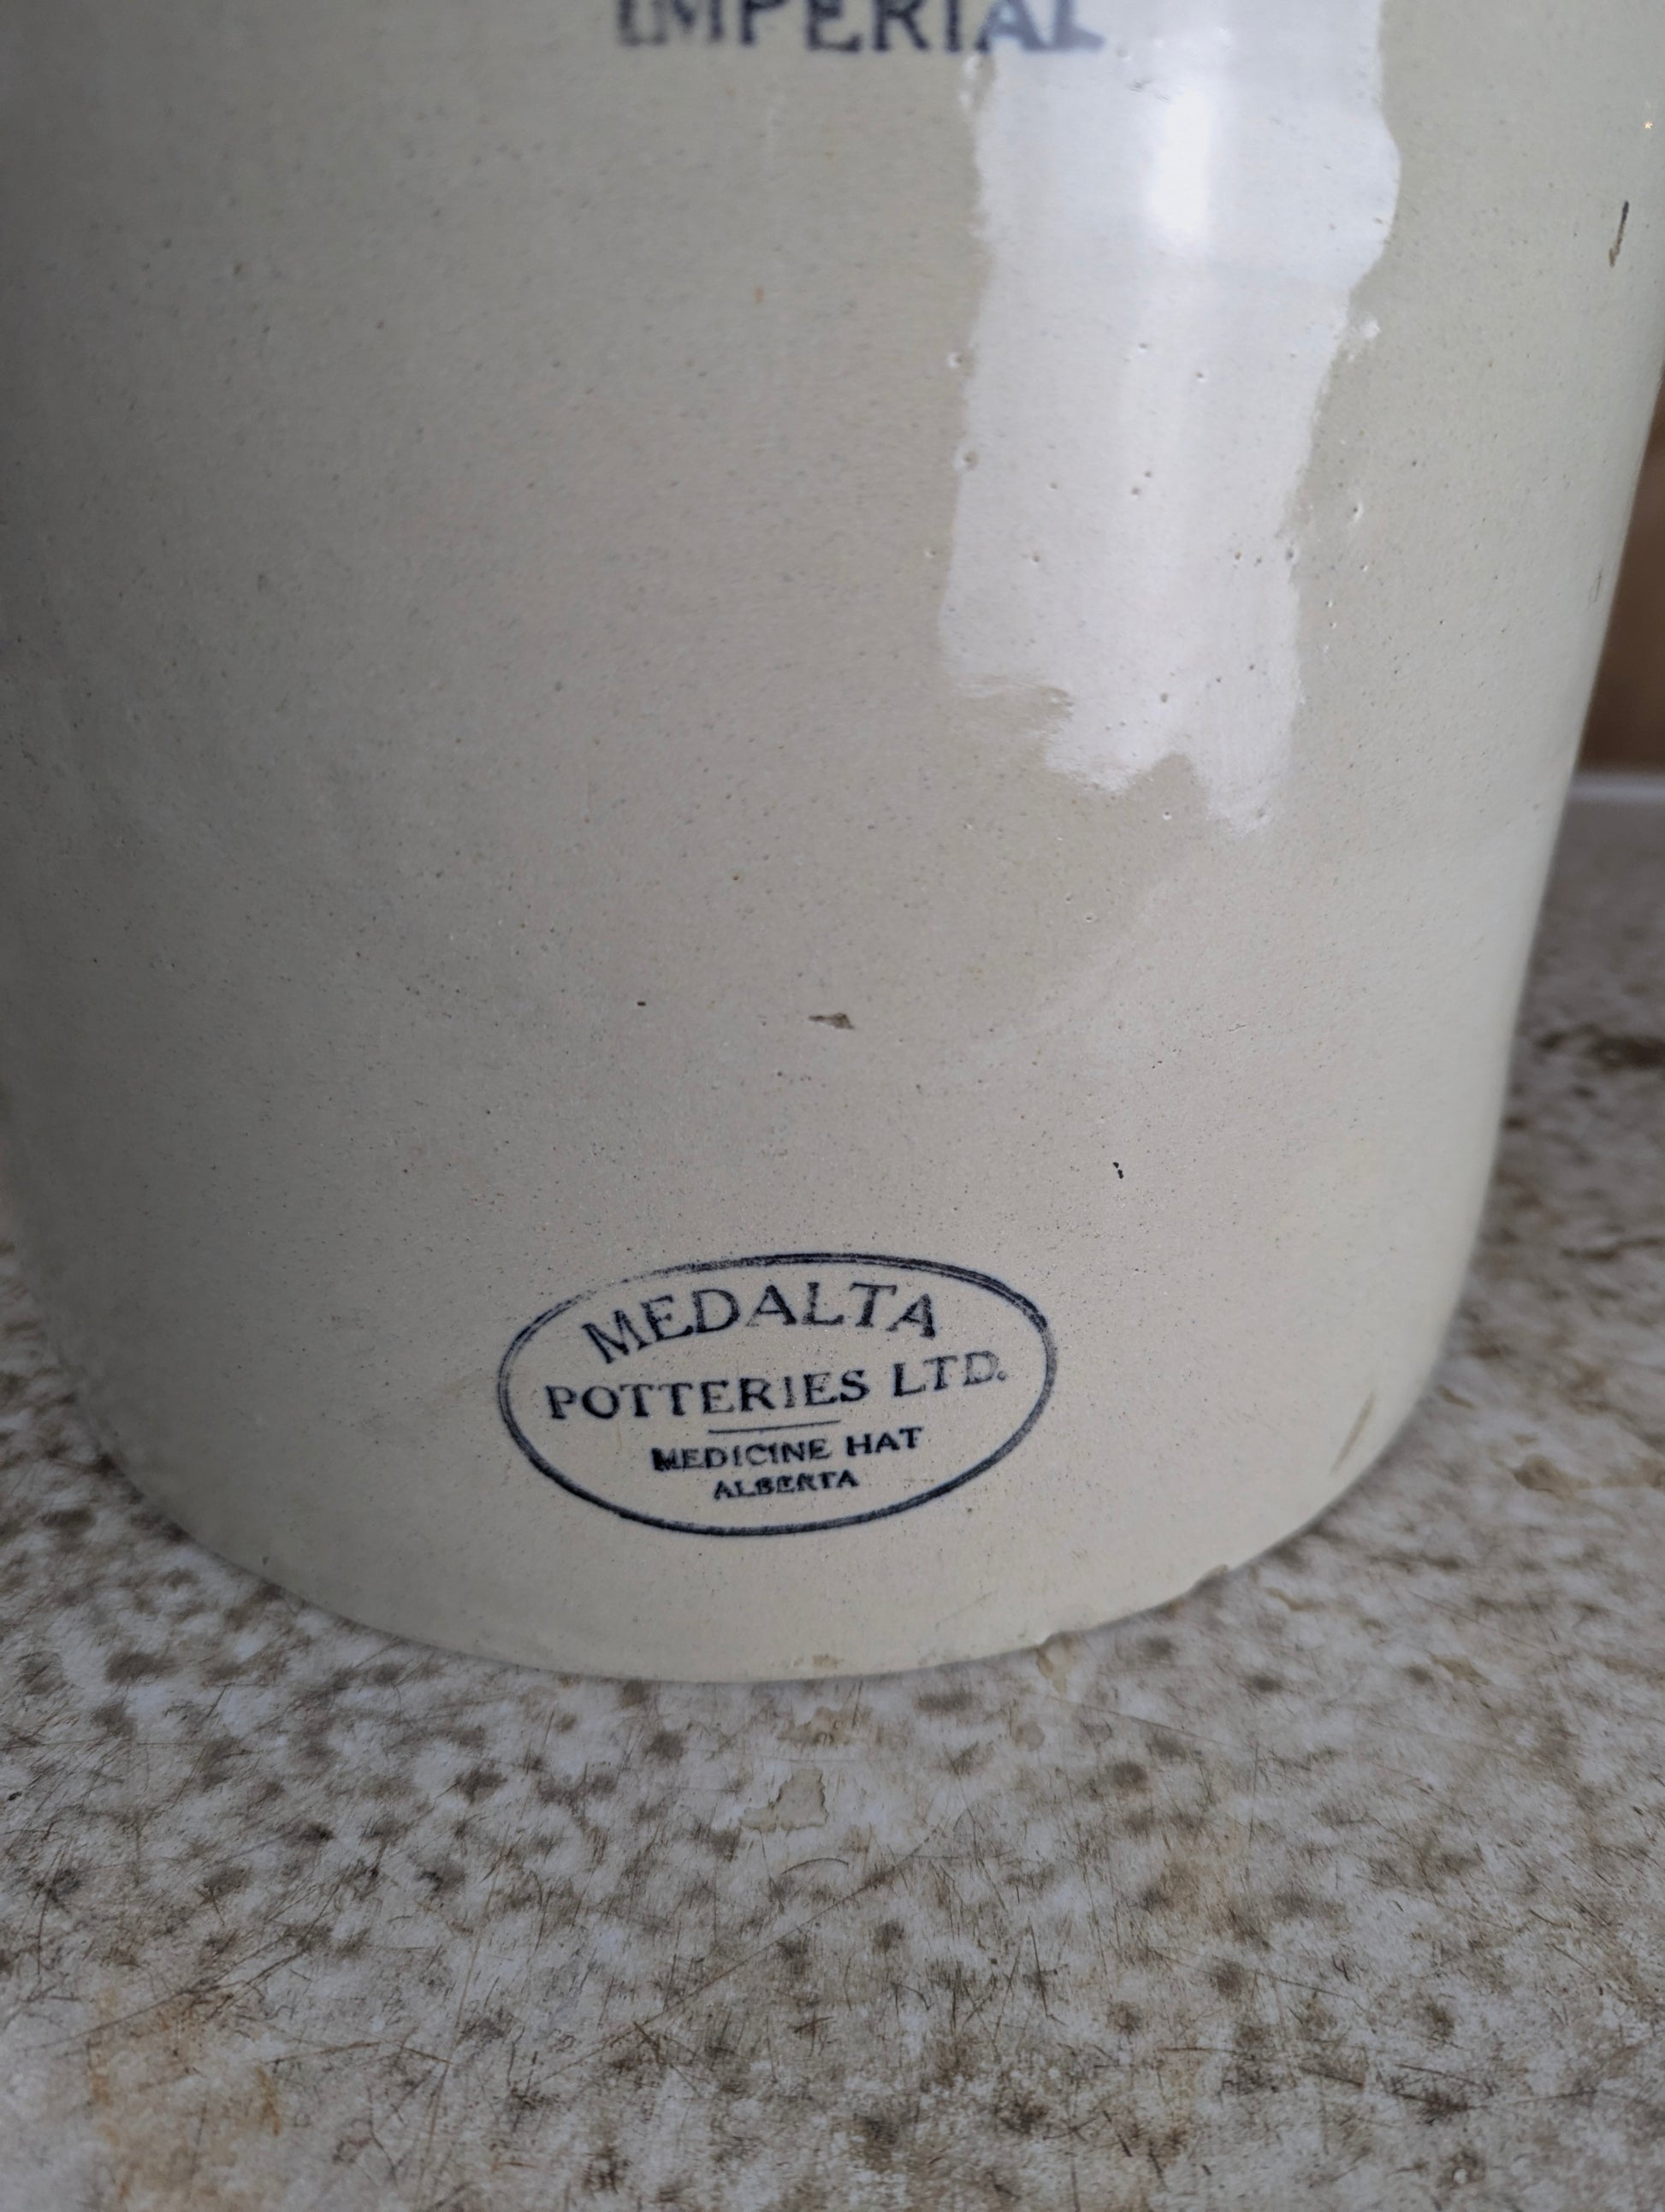 IMPERIAL
MEDALTA
POTTERIES LTD.
MEDICINE HAT
ALBERTA